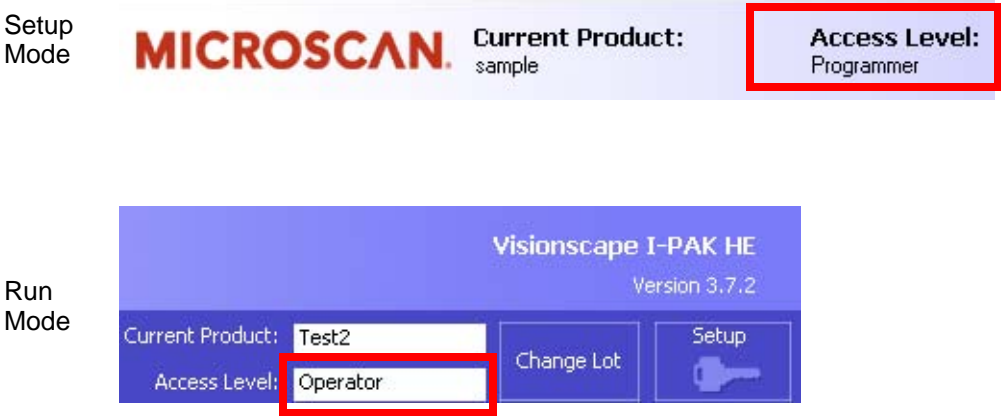 Setup
Mode
MICROSCAN.
Current Product:
sample
Access Level:
Programmer
Visionscape I-PAK HE
Version 3.7.2
Run
Mode
Current Product: Test2
Access Level: Operator
Change Lot
Setup